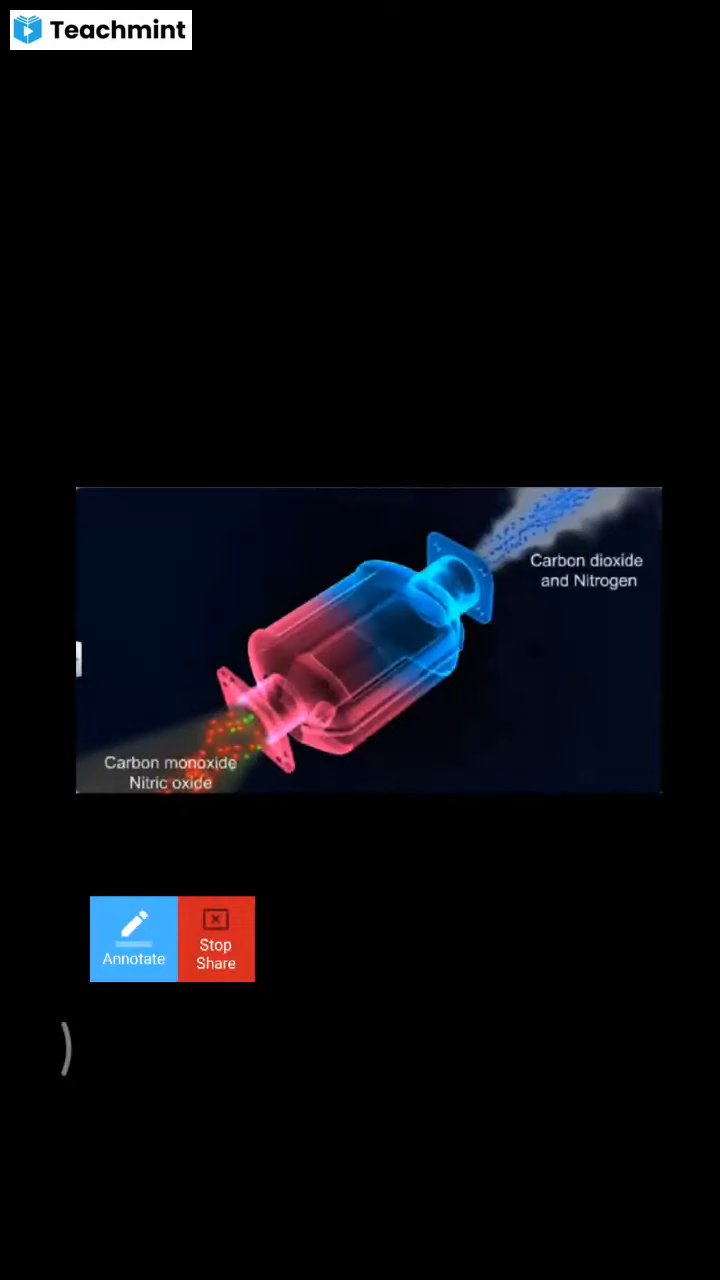 Teachmint
Carbon dioxide
and Nitrogen
Carbon monoxide
Nitric oxide
Annotate
Stop
Share